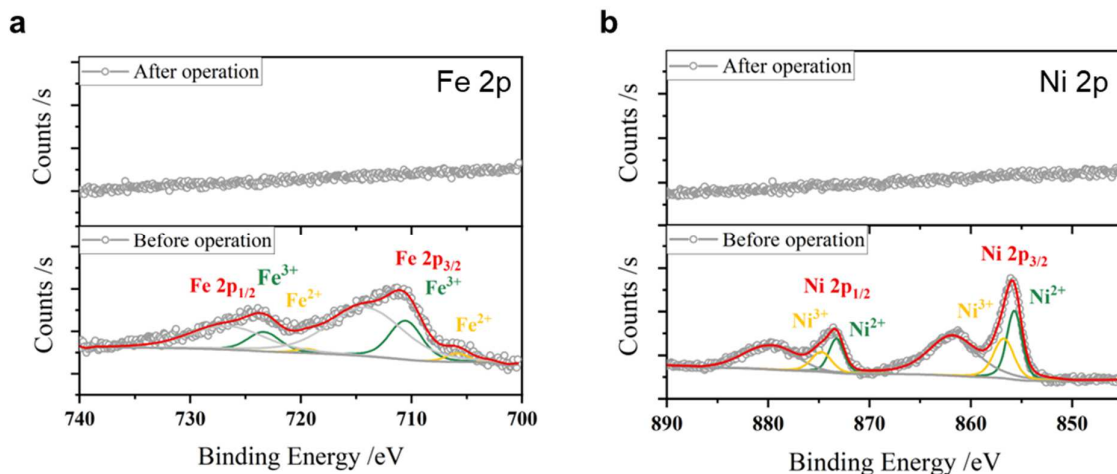 a
After operation
Fe 2p
Counts /s
Before operation
Fe 2p3/2
Fe 2p1/2
Fe3+
Fe3+
Fe2+
Fe2+
Counts /s
740 730 720 710 700
Binding Energy /eV
b
After operation
Ni 2p
Counts /s
Before operation
Ni 2p3/2
Ni 2p1/2
Ni3+
Ni2+
Ni3+
Ni2+
Counts /s
890 880 870 860 850
Binding Energy /eV